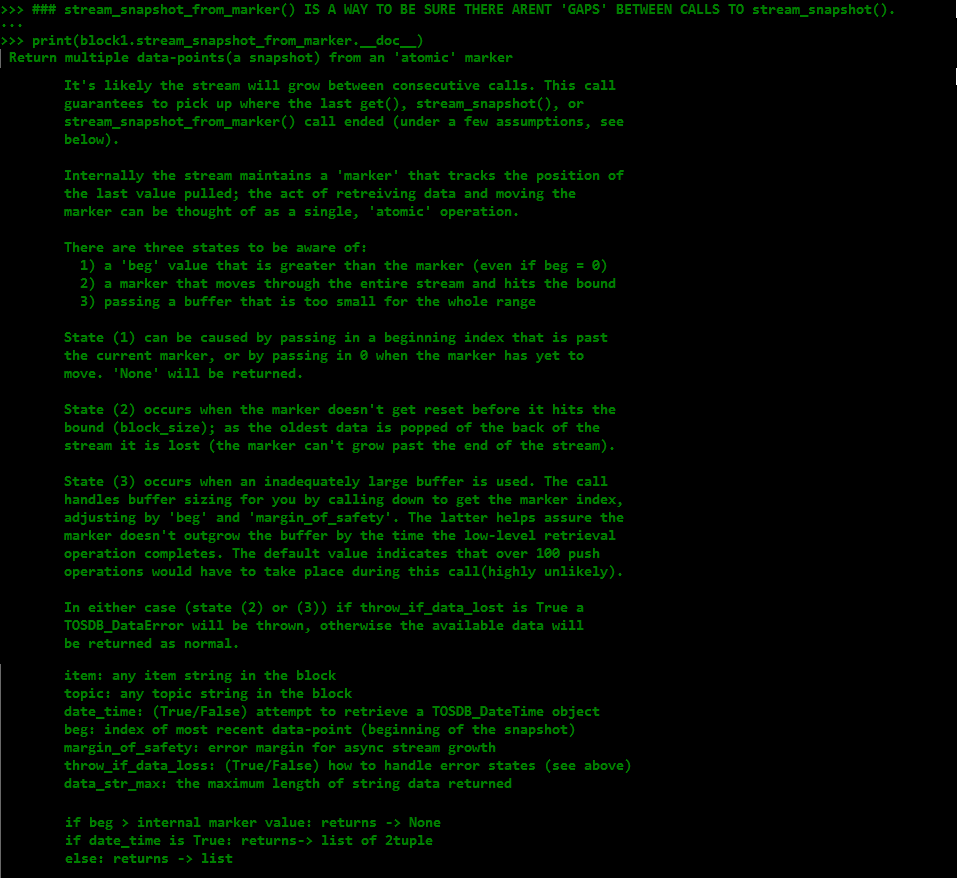 >>> ### stream_snapshot_from_marker() IS A WAY TO BE SURE THERE ARENT 'GAPS' BETWEEN CALLS TO stream_snapshot().
...
>>> print(block1.stream_snapshot_from_marker.__doc__)
Return multiple data-points(a snapshot) from an 'atomic' marker
It's likely the stream will grow between consecutive calls. This call
guarantees to pick up where the last get(), stream_snapshot(), or
stream_snapshot_from_marker() call ended (under a few assumptions, see
below).
Internally the stream maintains a 'marker' that tracks the position of
the last value pulled; the act of retreiving data and moving the
marker can be thought of as a single, 'atomic' operation.
There are three states to be aware of:
1) a 'beg' value that is greater than the marker (even if beg = 0)
2) a marker that moves through the entire stream and hits the bound
3) passing a buffer that is too small for the whole range
State (1) can be caused by passing in a beginning index that is past
the current marker, or by passing in 0 when the marker has yet to
move. 'None' will be returned.
State (2) occurs when the marker doesn't get reset before it hits the
bound (block_size); as the oldest data is popped of the back of the
stream it is lost (the marker can't grow past the end of the stream).
State (3) occurs when an inadequately large buffer is used. The call
handles buffer sizing for you by calling down to get the marker index,
adjusting by 'beg' and 'margin_of_safety'. The latter helps assure the
marker doesn't outgrow the buffer by the time the low-level retrieval
operation completes. The default value indicates that over 100 push
operations would have to take place during this call(highly unlikely).
In either case (state (2) or (3)) if throw_if_data_lost is True a
TOSDB_DataError will be thrown, otherwise the available data will
be returned as normal.
item: any item string in the block
topic: any topic string in the block
date_time: (True/False) attempt to retrieve a TOSDB_DateTime object
beg: index of most recent data-point (beginning of the snapshot)
margin_of_safety: error margin for async stream growth
throw_if_data_loss: (True/False) how to handle error states (see above)
data_str_max: the maximum length of string data returned
if beg > internal marker value: returns -> None
if date_time is True: returns-> list of 2tuple
else: returns -> list